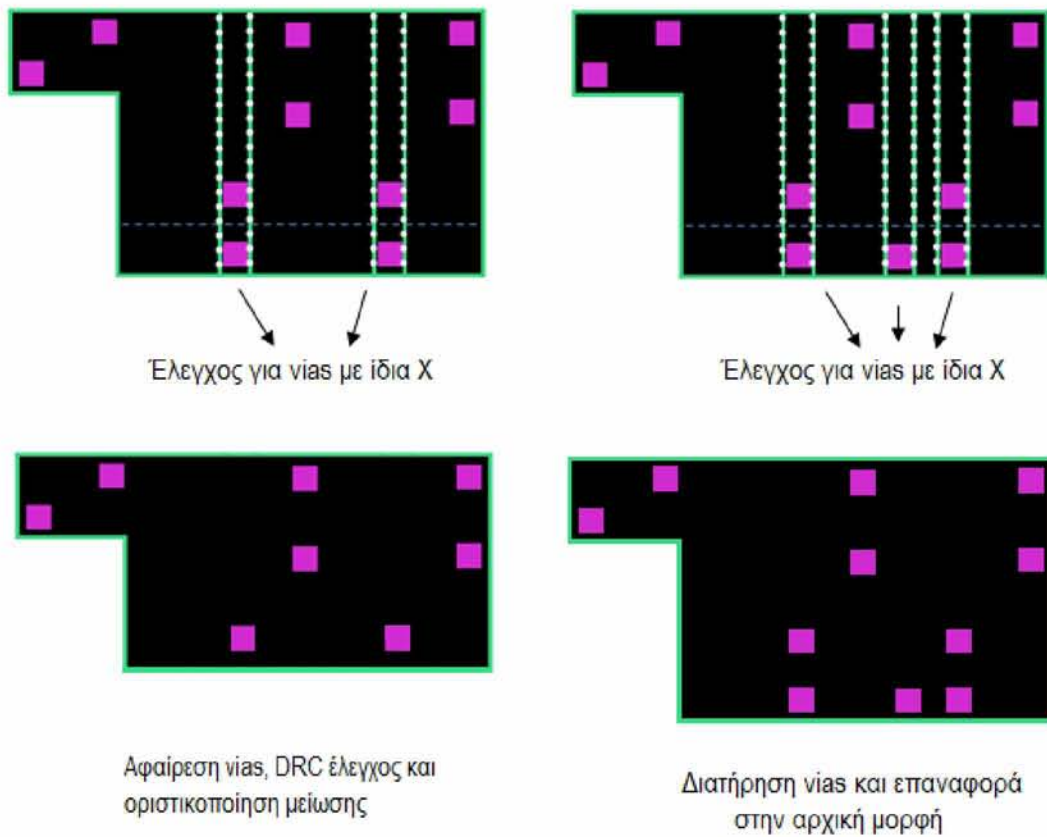 Έλεγχος για vias με ίδια X
Έλεγχος για vias με ίδια X
Αφαίρεση vias, DRC έλεγχος και
οριστικοποίηση μείωσης
Διατήρηση vias και επαναφορά
στην αρχική μορφή